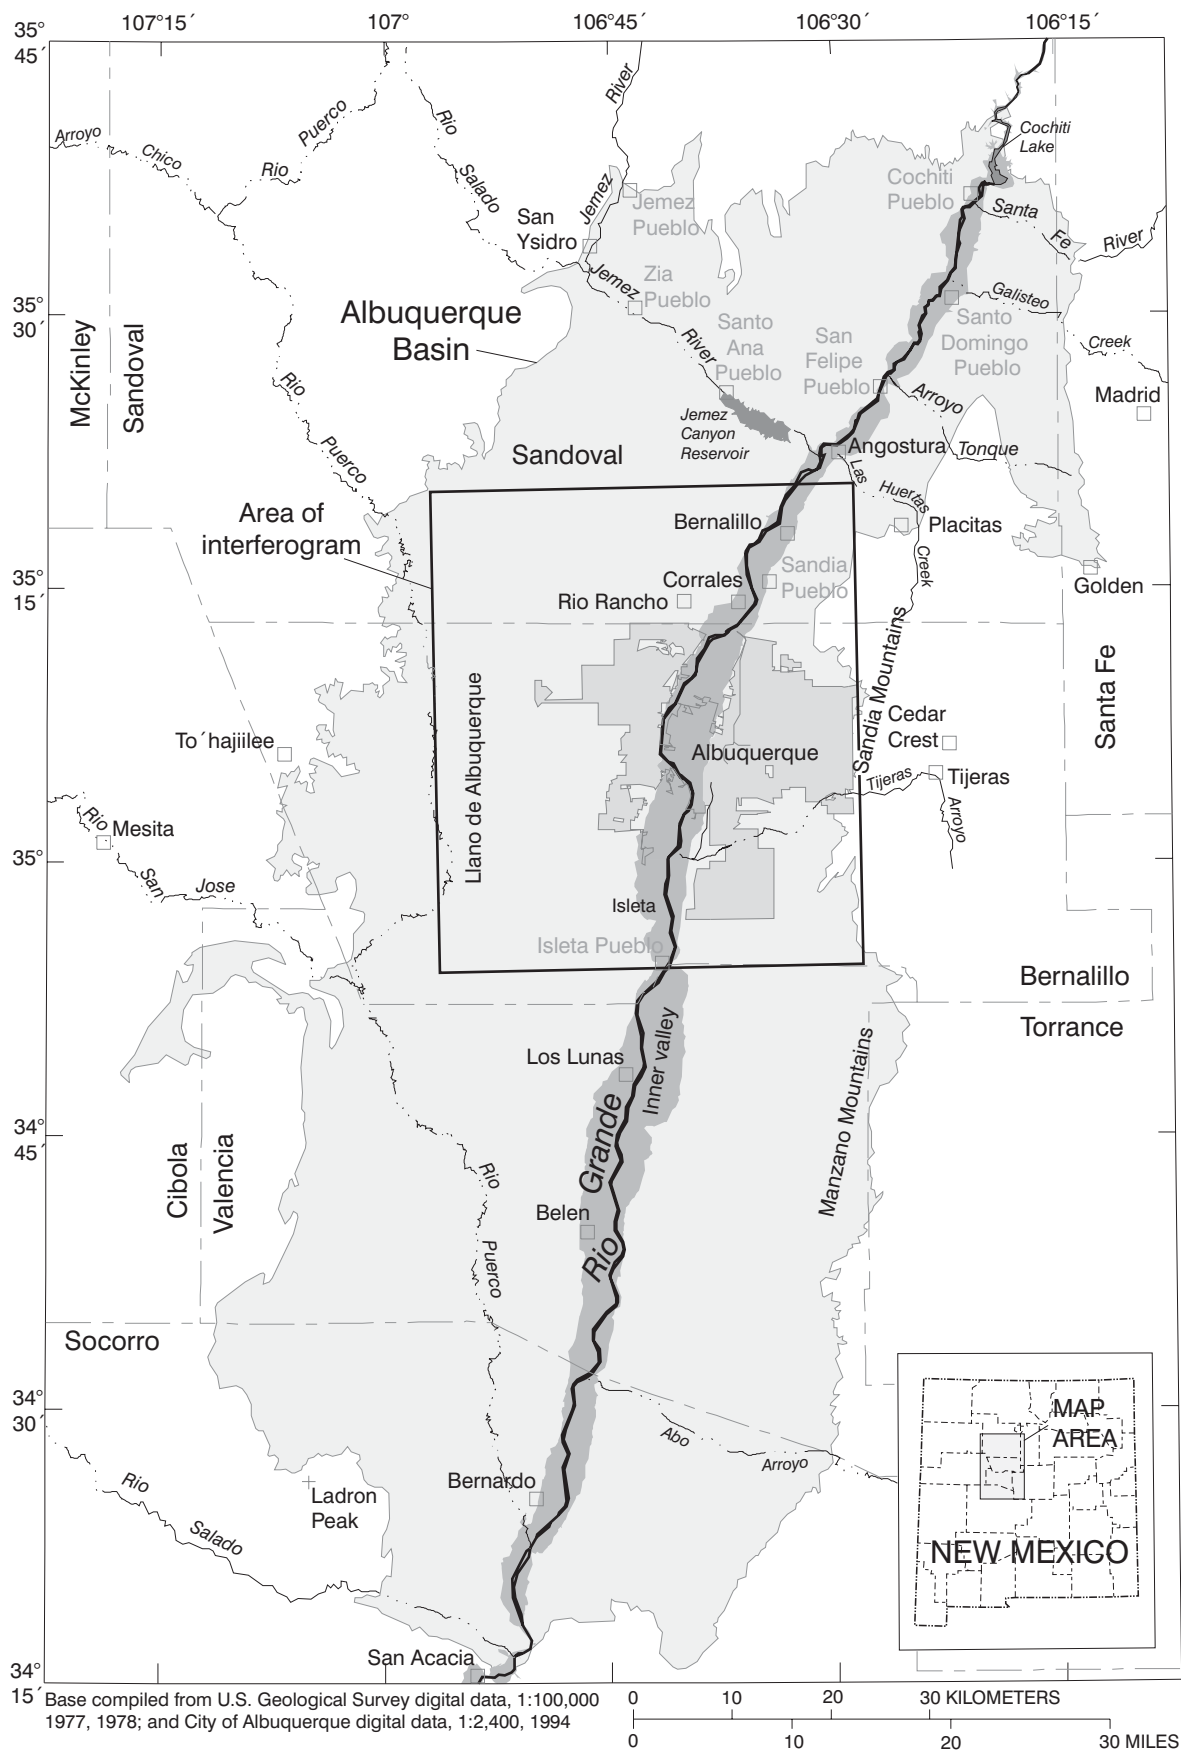 107°15´
107°
106°45´
106°30´
106°15´
35°
45´
Cochiti
Lake
River
Rio
Puerco
Arroyo
Chico
Rio
Rio
Salado
Jemez
Jemez
Pueblo
San
Ysidro
Cochiti
Pueblo
Santa
Fe
River
Jemez
Zia
Pueblo
River
Galisteo
Creek
35°
30´
Albuquerque
Basin
McKinley
Sandoval
Santo
Ana
Pueblo
San
Felipe
Pueblo
Santo
Domingo
Pueblo
Madrid
Rio
Puerco
Jemez
Canyon
Reservoir
Arroyo
Tonque
Angostura
Sandoval
Las
Huertas
Creek
Area of
interferogram
Bernalillo
Placitas
Sandia
Pueblo
Corrales
Rio Rancho
Golden
35°
15´
Sandia Mountains
Santa Fe
Llano de Albuquerque
To´hajiilee
Albuquerque
Cedar
Crest
Tijeras
Tijeras
Arroyo
Rio
Mesita
San
Jose
35°
Isleta
Isleta Pueblo
Bernalillo
Torrance
Los Lunas
Inner valley
Manzano Mountains
34°
45´
Cibola
Valencia
Rio
Puerco
Belen
Rio
Grande
Socorro
34°
30´
Abo
Arroyo
MAP
AREA
NEW MEXICO
Bernardo
Ladron
Peak
Rio
Salado
San Acacia
34°
15´
Base compiled from U.S. Geological Survey digital data, 1:100,000
1977, 1978; and City of Albuquerque digital data, 1:2,400, 1994
0 10 20 30 KILOMETERS
0 10 20 30 MILES